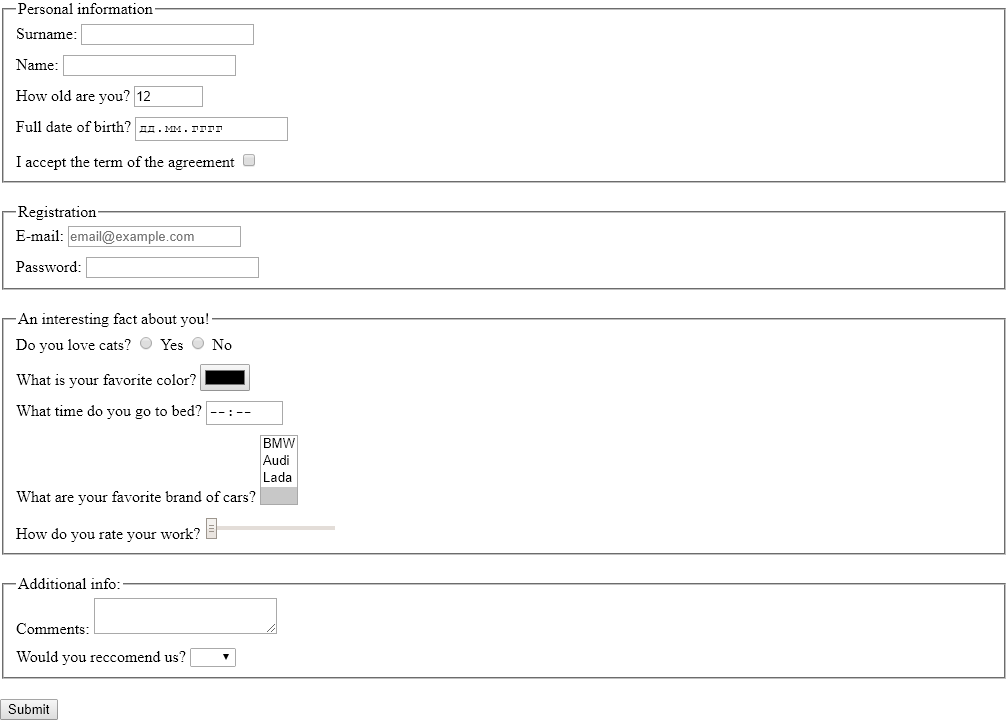 Personal information
Surname:
Name:
How old are you? 12
Full date of birth? дд.мм.гггг
I accept the term of the agreement
Registration
E-mail: email@example.com
Password:
An interesting fact about you!
Do you love cats? Yes No
What is your favorite color?
What time do you go to bed? --:--
BMW
Audi
Lada
What are your favorite brand of cars?
How do you rate your work?
Additional info:
Comments:
Would you reccomend us?
Submit